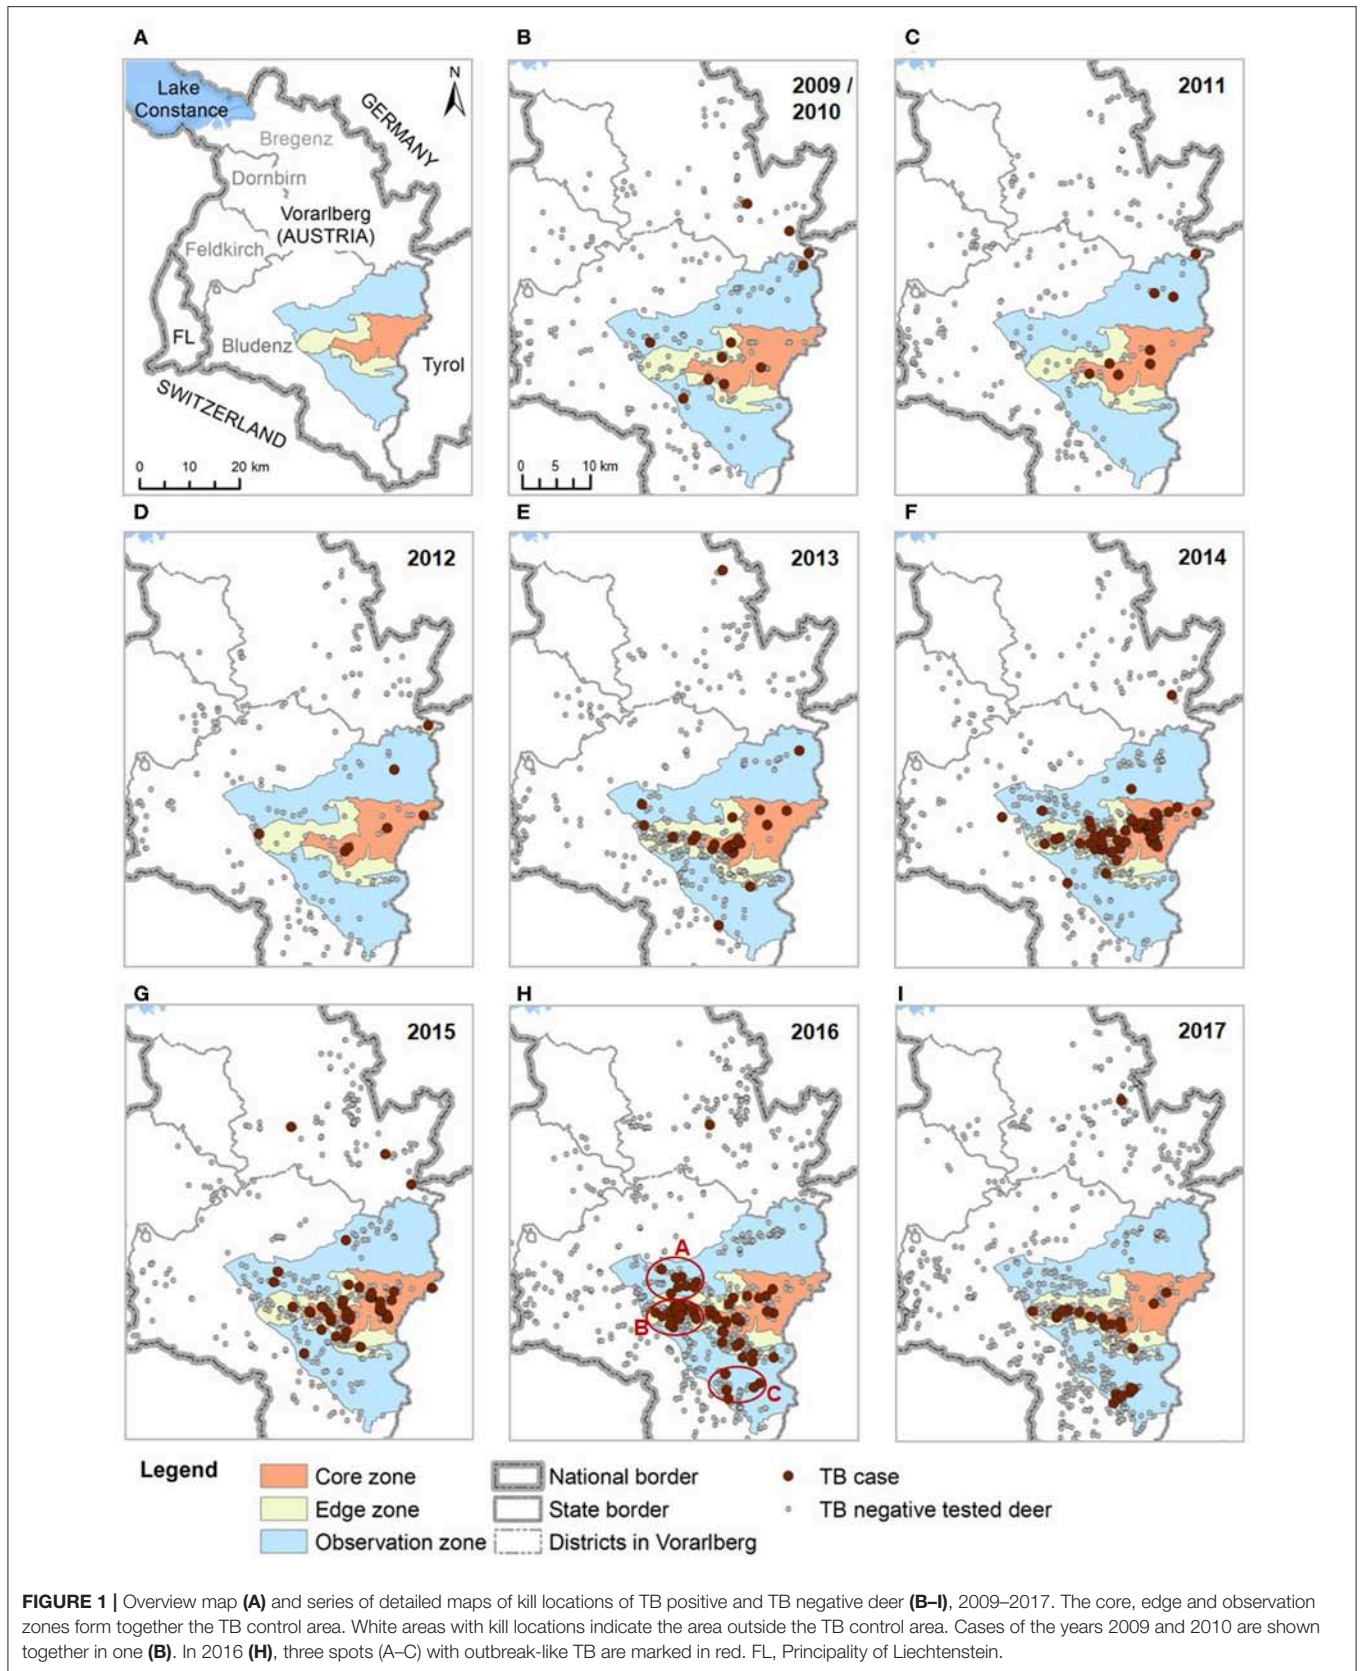 A
Lake
Constance
N
GERMANY
Bregenz
Dornbirn
Vorarlberg
(AUSTRIA)
Feldkirch
FL
Bludenz
Tyrol
SWITZERLAND
0 10 20 km
B
2009 /
2010
0 5 10 km
C
2011
D
2012
E
2013
F
2014
G
2015
H
2016
A
B
C
I
2017
Legend
Core zone
Edge zone
Observation zone
National border
State border
Districts in Vorarlberg
TB case
TB negative tested deer
FIGURE 1 | Overview map (A) and series of detailed maps of kill locations of TB positive and TB negative deer (B–I), 2009–2017. The core, edge and observation
zones form together the TB control area. White areas with kill locations indicate the area outside the TB control area. Cases of the years 2009 and 2010 are shown
together in one (B). In 2016 (H), three spots (A–C) with outbreak-like TB are marked in red. FL, Principality of Liechtenstein.